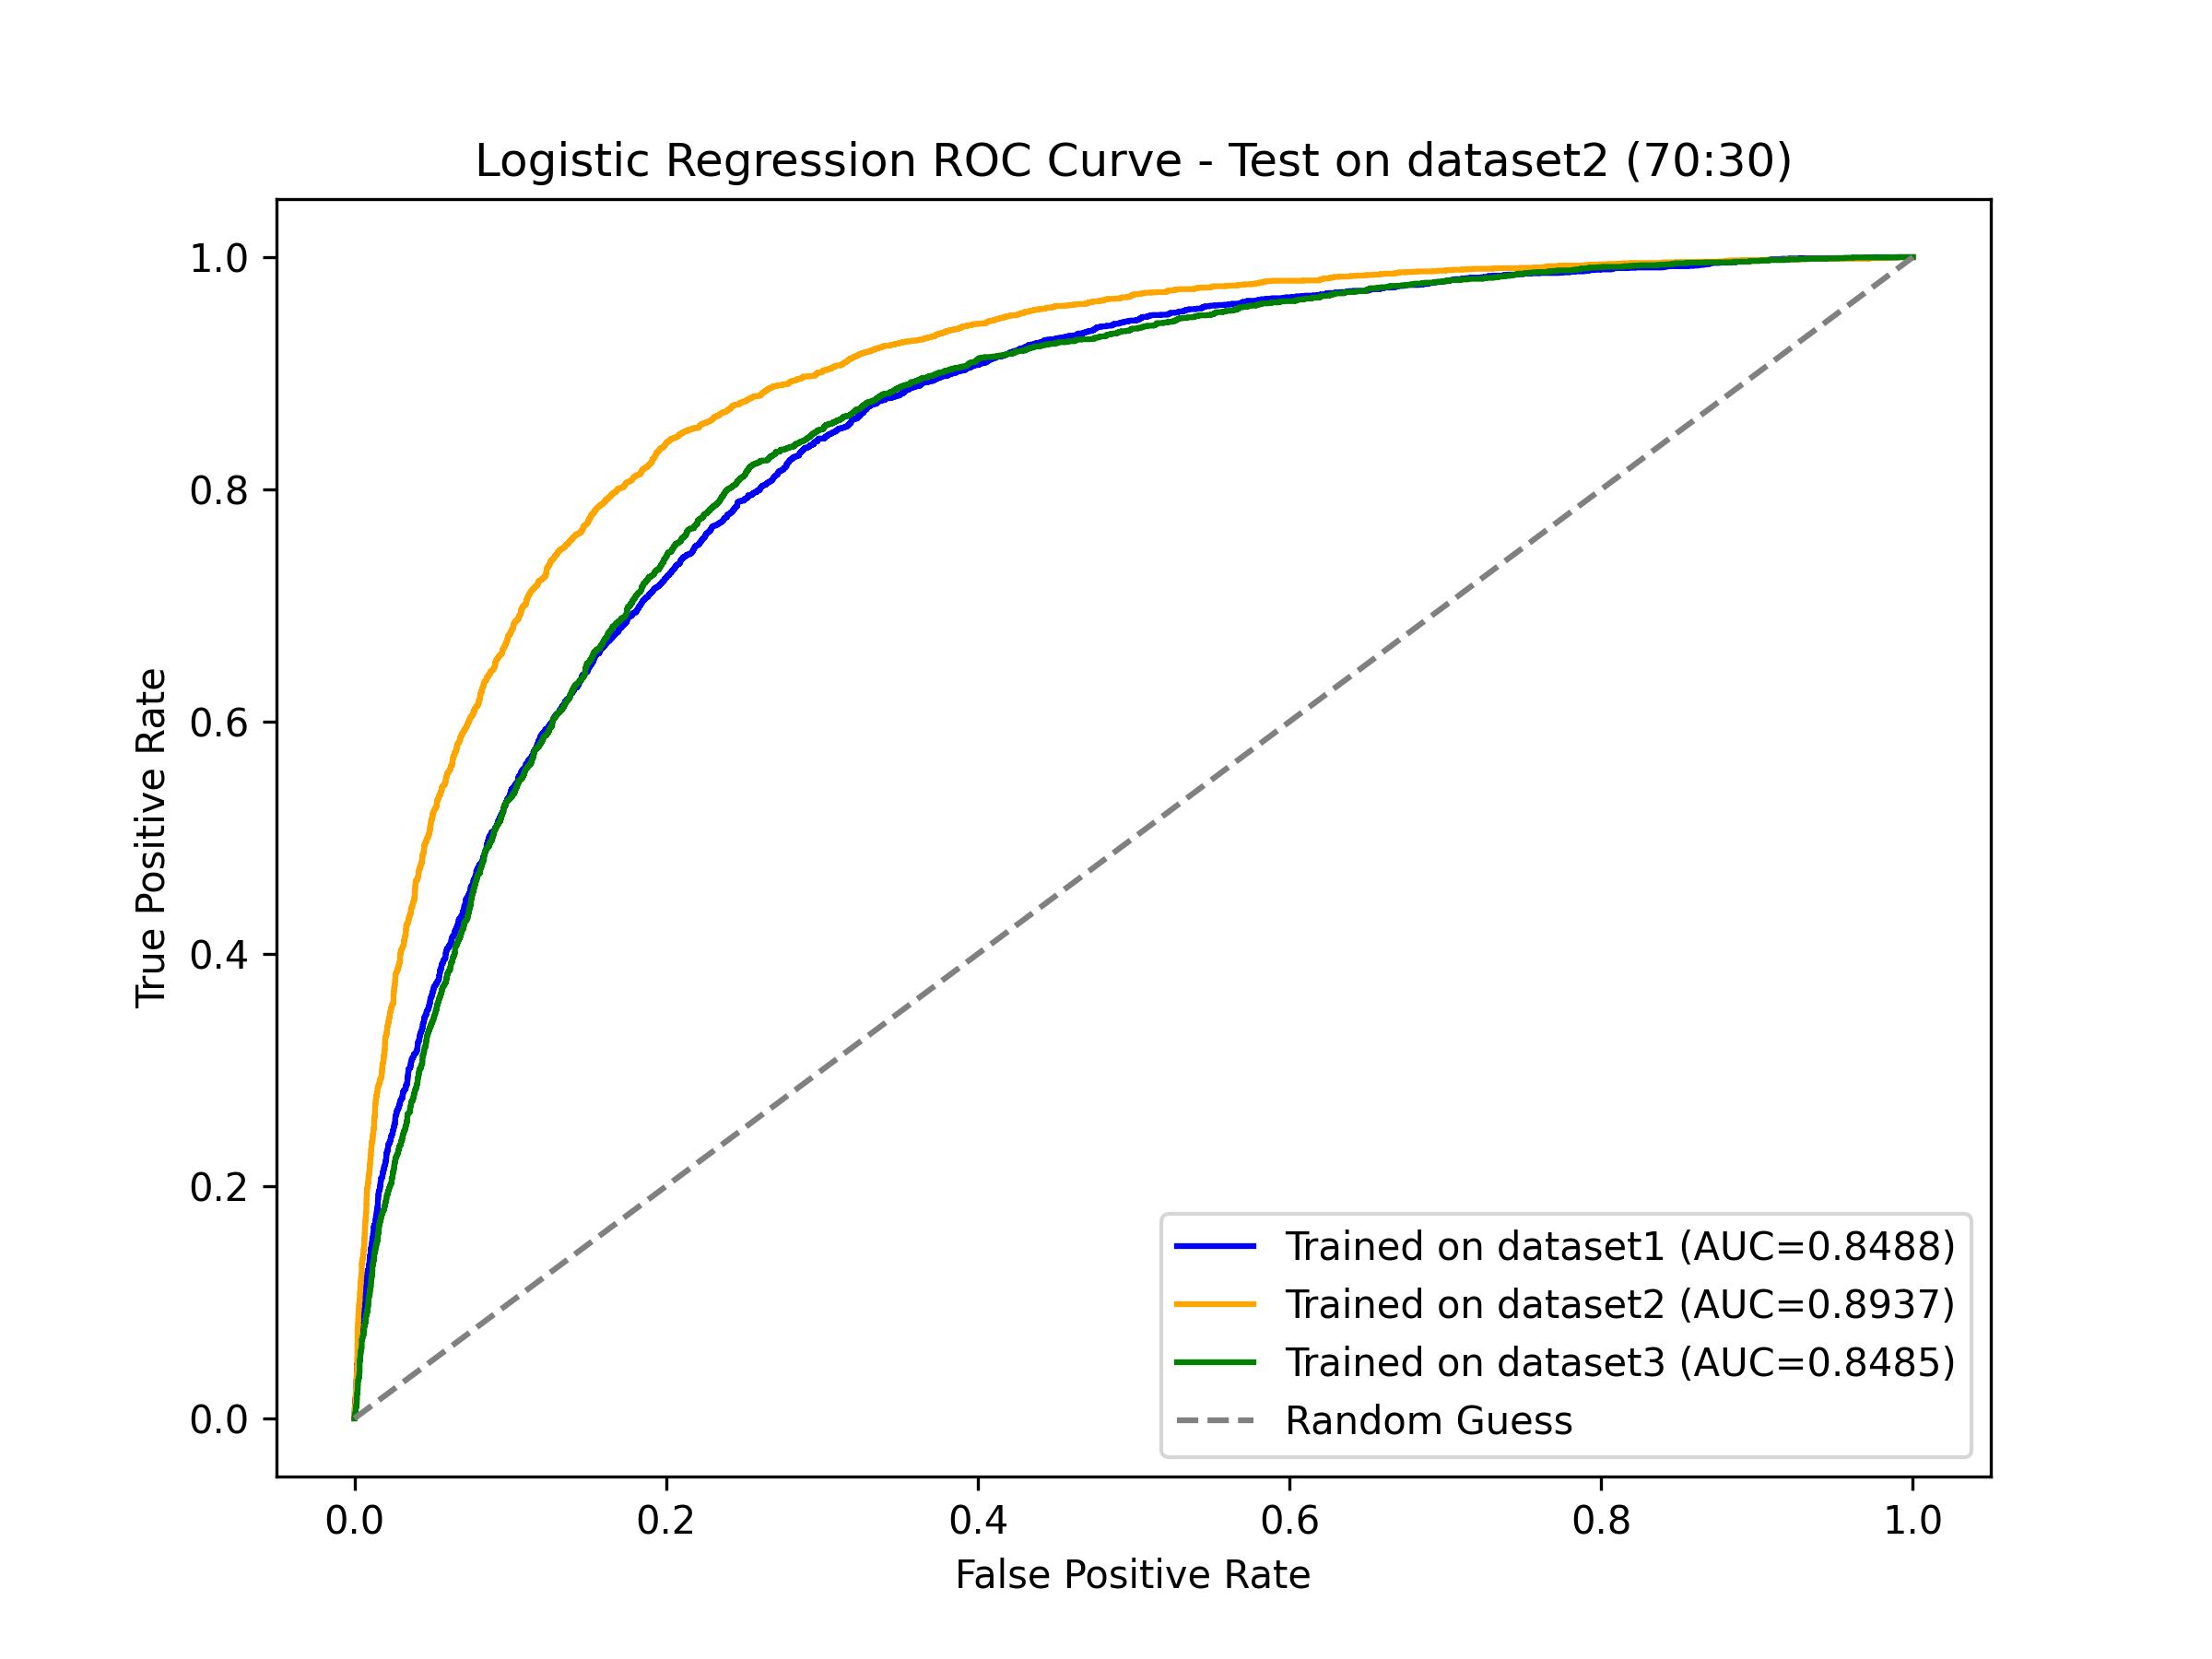 Logistic Regression ROC Curve - Test on dataset2 (70:30)
True Positive Rate
1.0
0.8
0.6
0.4
0.2
0.0
Trained on dataset1 (AUC=0.8488)
Trained on dataset2 (AUC=0.8937)
Trained on dataset3 (AUC=0.8485)
Random Guess
0.0 0.2 0.4 0.6 0.8 1.0
False Positive Rate